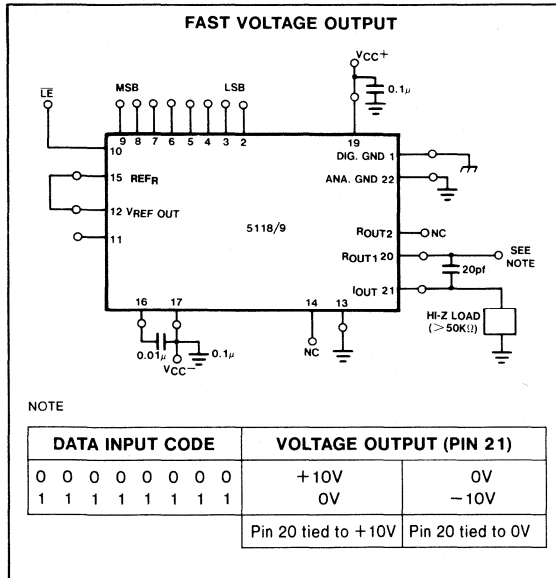 FAST VOLTAGE OUTPUT
VCC+
0.1μ
LE
MSB
LSB
9 8 7 6 5 4 3 2
19
10
DIG. GND 1
15 REFR
ANA. GND 22
12 VREF OUT
11
5118/9
ROUT2
NC
ROUT1 20
SEE
NOTE
20pf
IOUT 21
HI-Z LOAD
(>50KΩ)
16 17
14 13
0.01μ
0.1μ
VCC-
NC
NOTE
DATA INPUT CODE VOLTAGE OUTPUT (PIN 21)
0 0 0 0 0 0 0 0 +10V 0V
1 1 1 1 1 1 1 1 0V -10V
Pin 20 tied to +10V Pin 20 tied to 0V